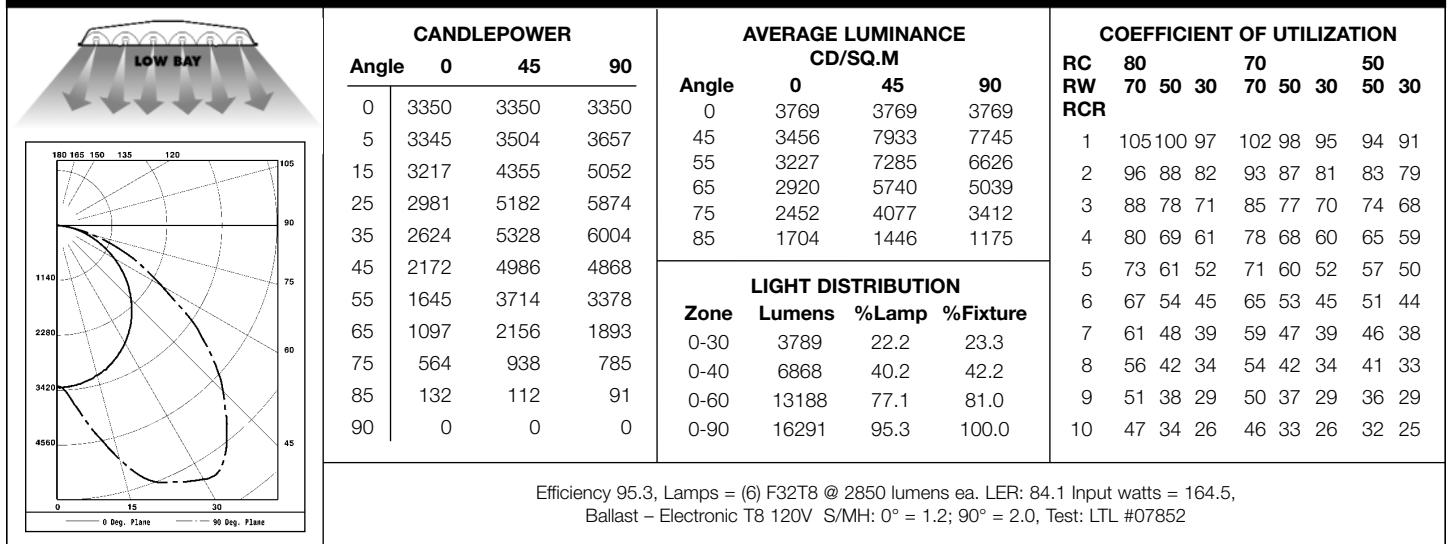 LOW BAY
180 165 150 135 120
105
90
75
60
45
1140
2280
3420
4560
0 15 30
0 Deg. Plane 90 Deg. Plane
CANDLEPOWER
Angle 0 45 90
0 3350 3350 3350
5 3345 3504 3657
15 3217 4355 5052
25 2981 5182 5874
35 2624 5328 6004
45 2172 4986 4868
55 1645 3714 3378
65 1097 2156 1893
75 564 938 785
85 132 112 91
90 0 0 0
AVERAGE LUMINANCE
CD/SQ.M
Angle 0 45 90
0 3769 3769 3769
45 3456 7933 7745
55 3227 7285 6626
65 2920 5740 5039
75 2452 4077 3412
85 1704 1446 1175
LIGHT DISTRIBUTION
Zone Lumens %Lamp %Fixture
0-30 3789 22.2 23.3
0-40 6868 40.2 42.2
0-60 13188 77.1 81.0
0-90 16291 95.3 100.0
COEFFICIENT OF UTILIZATION
RC 80 70 50
RW 70 50 30 70 50 30 50 30
RCR
1 105 100 97 102 98 95 94 91
2 96 88 82 93 87 81 83 79
3 88 78 71 85 77 70 74 68
4 80 69 61 78 68 60 65 59
5 73 61 52 71 60 52 57 50
6 67 54 45 65 53 45 51 44
7 61 48 39 59 47 39 46 38
8 56 42 34 54 42 34 41 33
9 51 38 29 50 37 29 36 29
10 47 34 26 46 33 26 32 25
Efficiency 95.3, Lamps = (6) F32T8 @ 2850 lumens ea. LER: 84.1 Input watts = 164.5,
Ballast – Electronic T8 120V S/MH: 0° = 1.2; 90° = 2.0, Test: LTL #07852